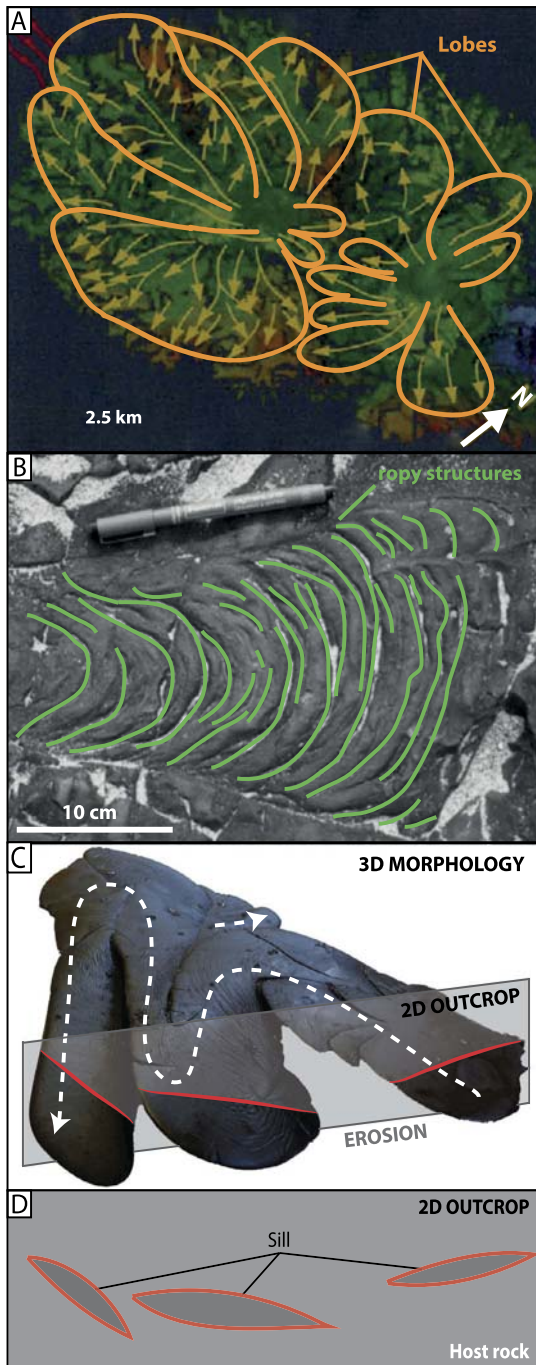 A
Lobes
2.5 km
N
B
ropy structures
10 cm
C
3D MORPHOLOGY
2D OUTCROP
EROSION
D
2D OUTCROP
Sill
Host rock